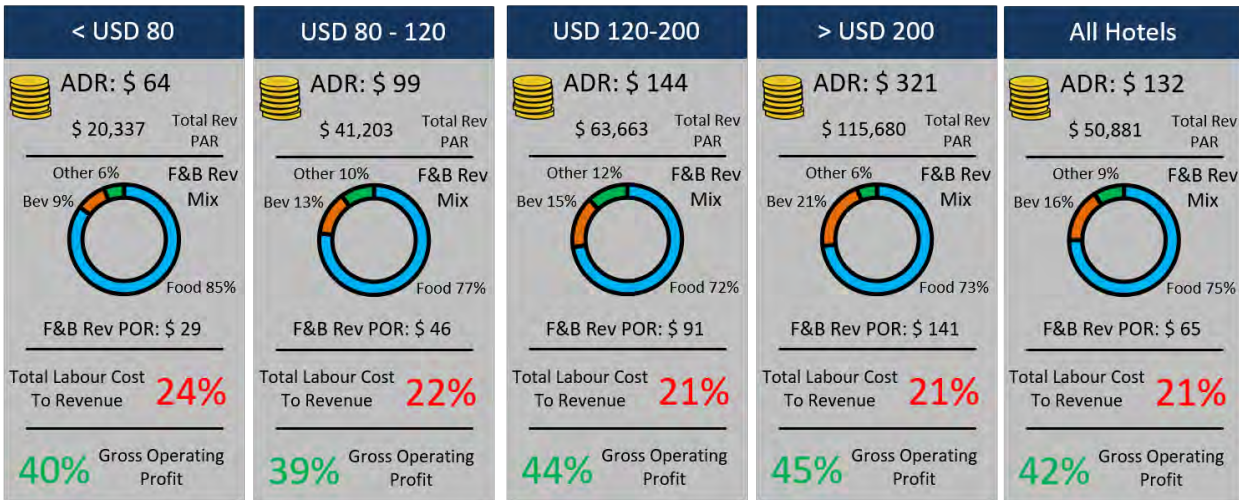 < USD 80
ADR: $ 64
$ 20,337 Total Rev
PAR
Other 6% F&B Rev
Mix
Bev 9%
Food 85%
F&B Rev POR: $ 29
Total Labour Cost
To Revenue
24%
40%
Gross Operating
Profit
USD 80 - 120
ADR: $ 99
$ 41,203 Total Rev
PAR
Other 10% F&B Rev
Mix
Bev 13%
Food 77%
F&B Rev POR: $ 46
Total Labour Cost
To Revenue
22%
39%
Gross Operating
Profit
USD 120-200
ADR: $ 144
$ 63,663 Total Rev
PAR
Other 12% F&B Rev
Mix
Bev 15%
Food 72%
F&B Rev POR: $ 91
Total Labour Cost
To Revenue
21%
44%
Gross Operating
Profit
> USD 200
ADR: $ 321
$ 115,680 Total Rev
PAR
Other 6% F&B Rev
Mix
Bev 21%
Food 73%
F&B Rev POR: $ 141
Total Labour Cost
To Revenue
21%
45%
Gross Operating
Profit
All Hotels
ADR: $ 132
$ 50,881 Total Rev
PAR
Other 9% F&B Rev
Mix
Bev 16%
Food 75%
F&B Rev POR: $ 65
Total Labour Cost
To Revenue
21%
42%
Gross Operating
Profit